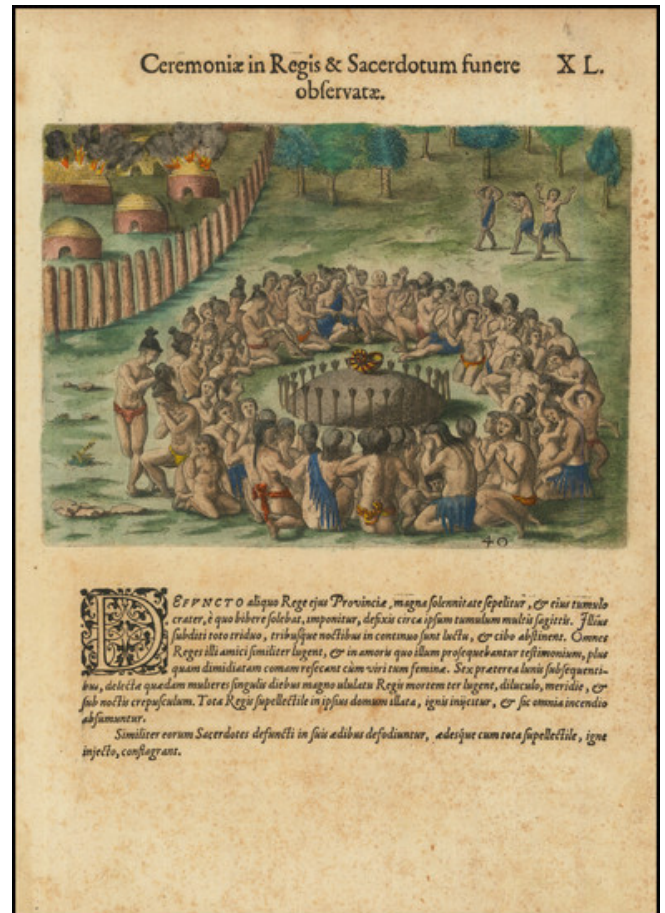 Ceremoniæ in Regis & Sacerdotum funere XL.
obſervatæ.
40
DEFVNCTO aliquo Rege ejus Provinciæ, magna ſolennitate ſepelitur, & eius tumulo
crater, è quo bibere ſolebat, imponitur, defixis circa ipſum tumulum multis ſagittis. Illius
ſubditi toto triduo, tribuſque noctibus in continuo ſunt luctu, & cibo abſtinent. Omnes
Reges illi amici ſimiliter lugent, & in amoris quo illum proſequebantur teſtimonium, plus
quam dimidiatam comam reſecant cùm viri tum feminæ. Sex præterea lunis ſubſequenti-
bus, delectæ quædam mulieres ſingulis diebus magno ululatu Regis mortem ter lugent, diluculo, meridie, &
ſub noctis crepuſculum. Tota Regis ſupellectile in ipſius domum illata, ignis inijcitur, & ſic omnia incendio
abſumuntur.
Similiter eorum Sacerdotes defuncti in ſuis ædibus defodiuntur, ædeſque cum tota ſupellectile, igne
injecto, conflagrant.